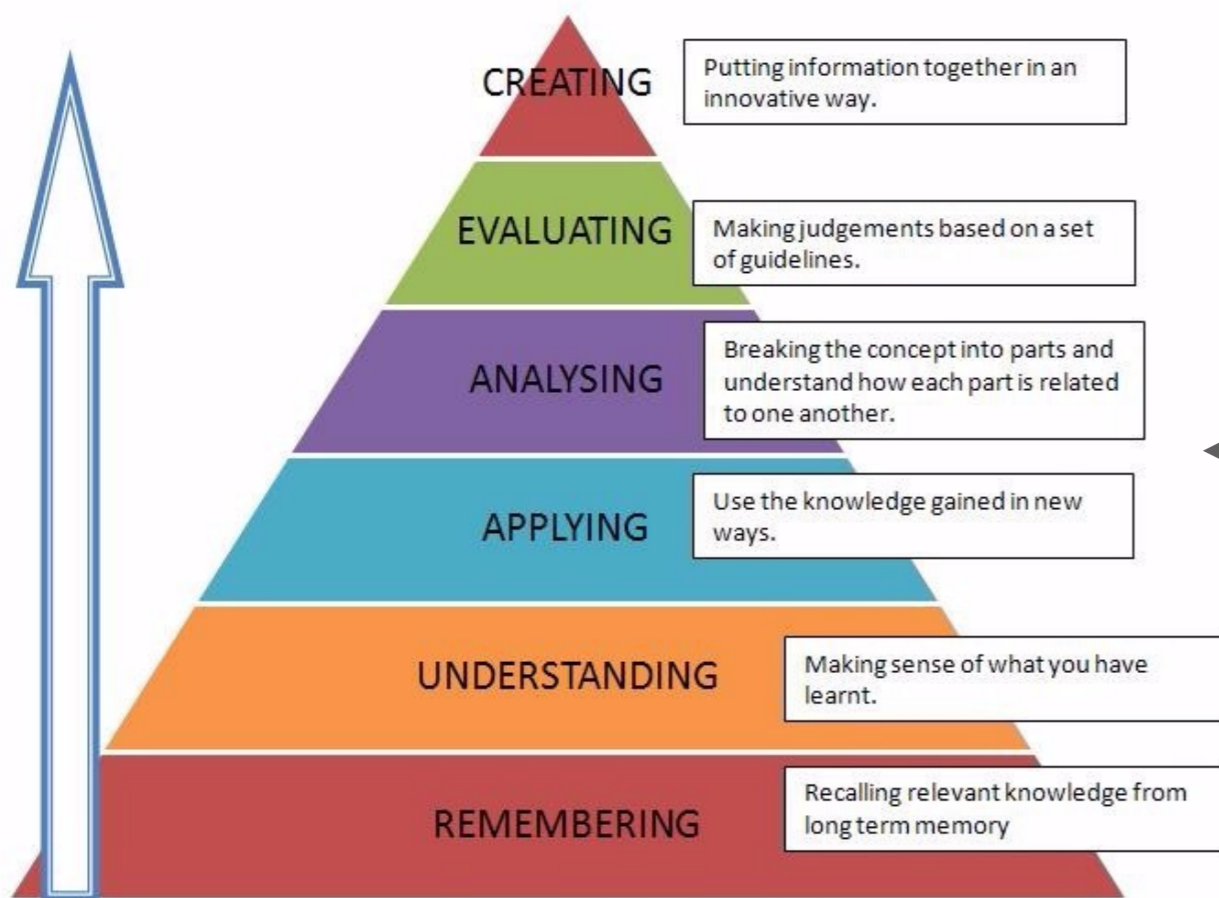 CREATING
Putting information together in an
innovative way.
EVALUATING
Making judgements based on a set
of guidelines.
ANALYSING
Breaking the concept into parts and
understand how each part is related
to one another.
APPLYING
Use the knowledge gained in new
ways.
UNDERSTANDING
Making sense of what you have
learnt.
REMEMBERING
Recalling relevant knowledge from
long term memory